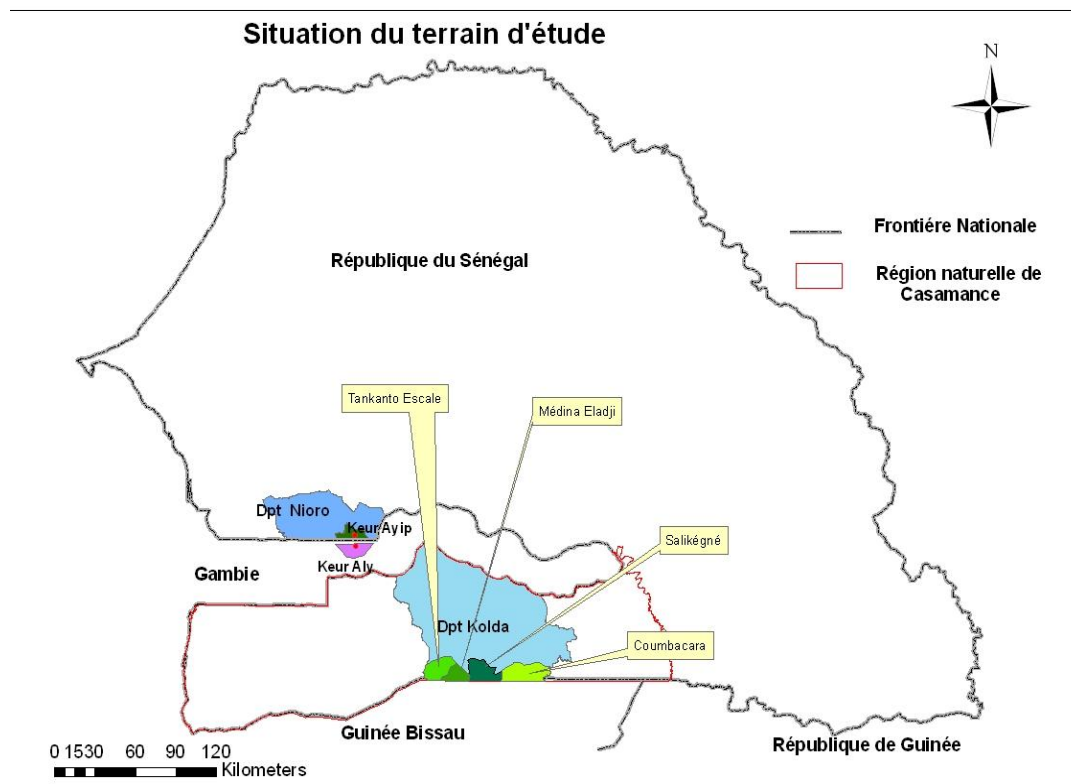 Situation du terrain d'étude
N
Frontiére Nationale
Région naturelle de
Casamance
République du Sénégal
Tankanto Escale
Médina Eladji
Dpt Nioro
Keur Ayip
Salikégné
Gambie
Keur Aly
Dpt Kolda
Coumbacara
Guinée Bissau
République de Guinée
0 1530 60 90 120
Kilometers